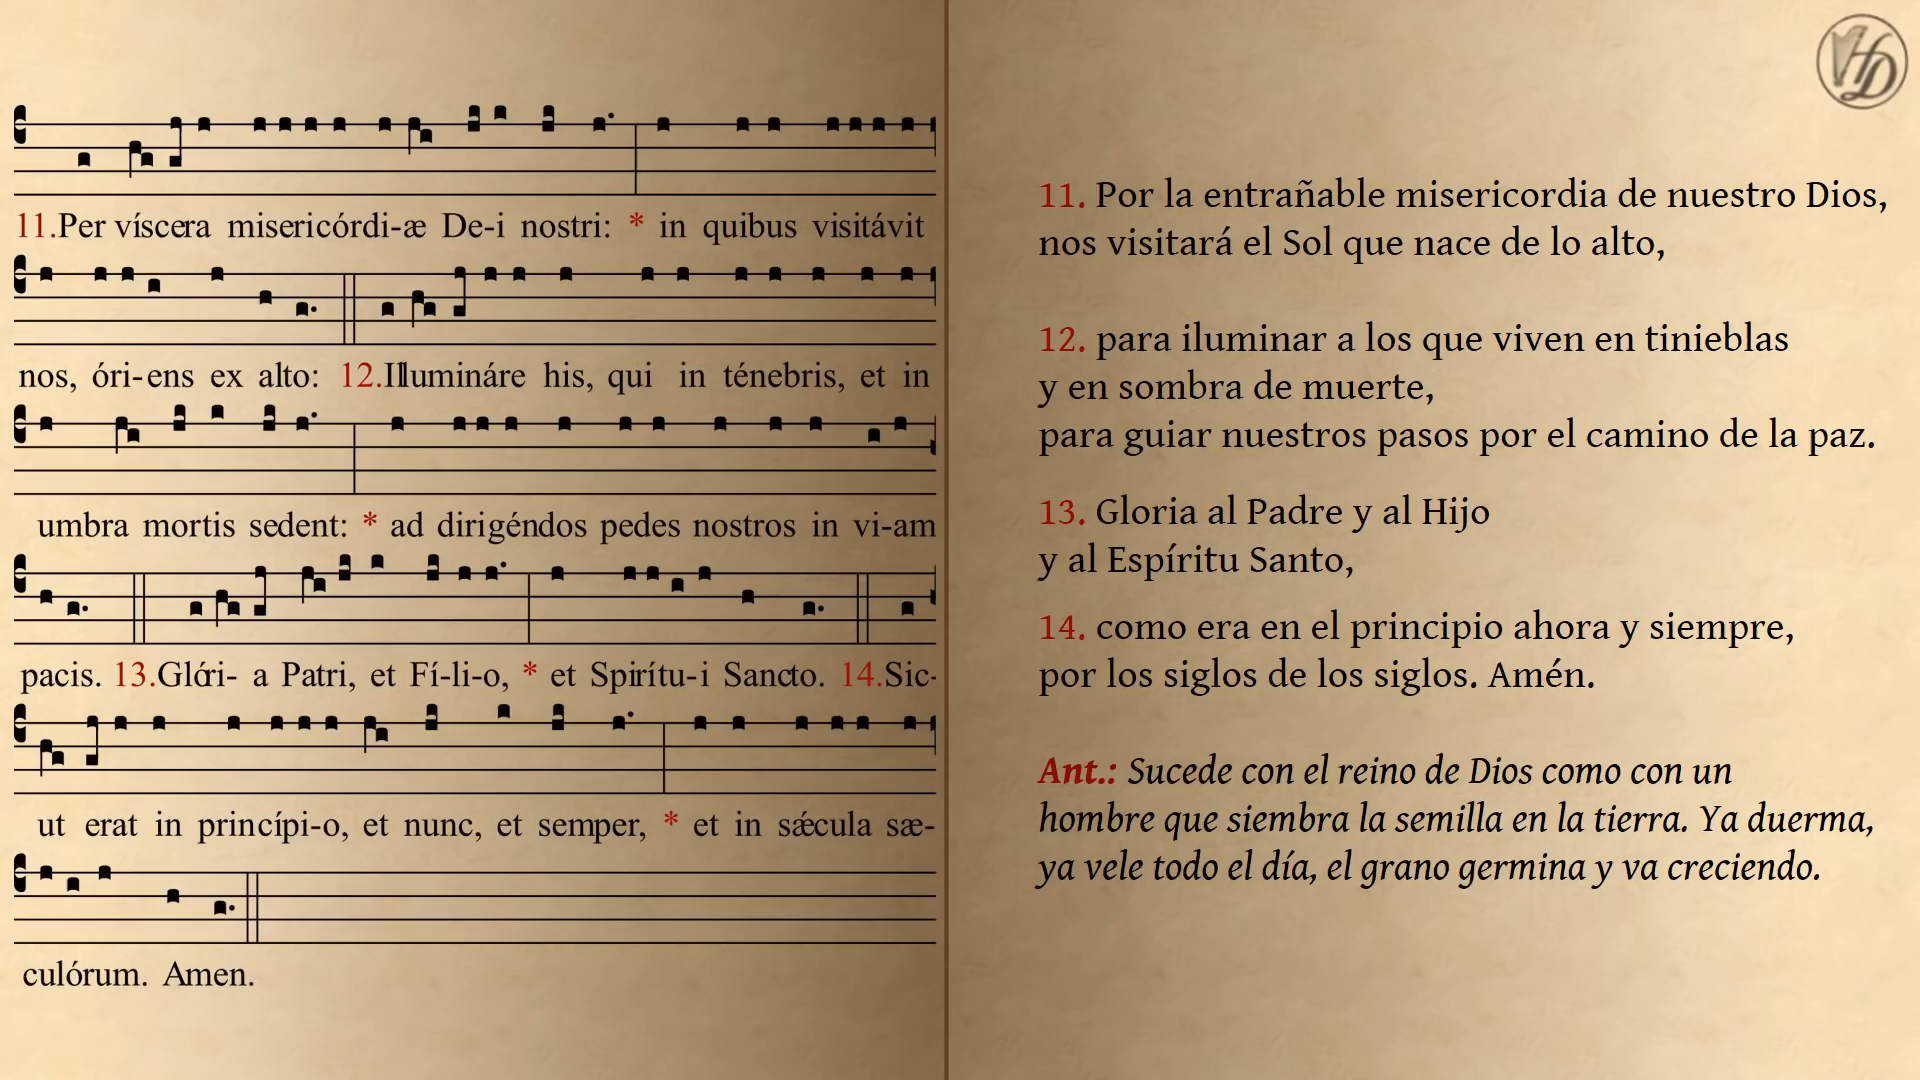 11.Per víscera misericórdi-æ De-i nostri: * in quibus visitávit
nos, óri-ens ex alto: 12.Illumináre his, qui in ténebris, et in
umbra mortis sedent: * ad dirigéndos pedes nostros in vi-am
pacis. 13.Glóri- a Patri, et Fí-li-o, * et Spirítu-i Sancto. 14.Sic-
ut erat in princípi-o, et nunc, et semper, * et in sǽcula sæ-
culórum. Amen.
HD
11. Por la entrañable misericordia de nuestro Dios,
nos visitará el Sol que nace de lo alto,
12. para iluminar a los que viven en tinieblas
y en sombra de muerte,
para guiar nuestros pasos por el camino de la paz.
13. Gloria al Padre y al Hijo
y al Espíritu Santo,
14. como era en el principio ahora y siempre,
por los siglos de los siglos. Amén.
Ant.: Sucede con el reino de Dios como con un
hombre que siembra la semilla en la tierra. Ya duerma,
ya vele todo el día, el grano germina y va creciendo.